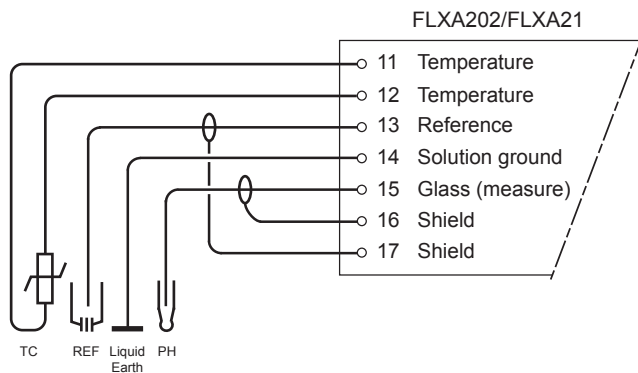 FLXA202/FLXA21
11 Temperature
12 Temperature
13 Reference
14 Solution ground
15 Glass (measure)
16 Shield
17 Shield
TC REF Liquid Earth PH